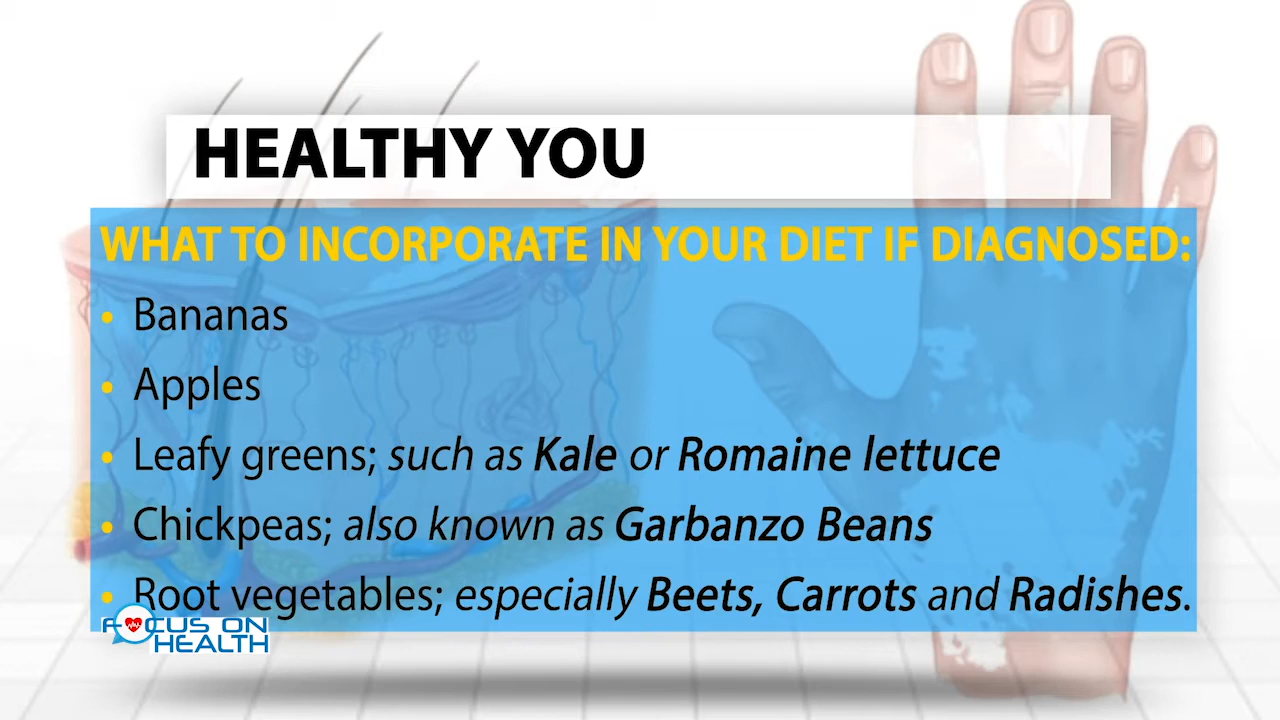 HEALTHY YOU
WHAT TO INCORPORATE IN YOUR DIET IF DIAGNOSED:
• Bananas
• Apples
• Leafy greens; such as Kale or Romaine lettuce
• Chickpeas; also known as Garbanzo Beans
• Root vegetables; especially Beets, Carrots and Radishes.
FOCUS ON
HEALTH